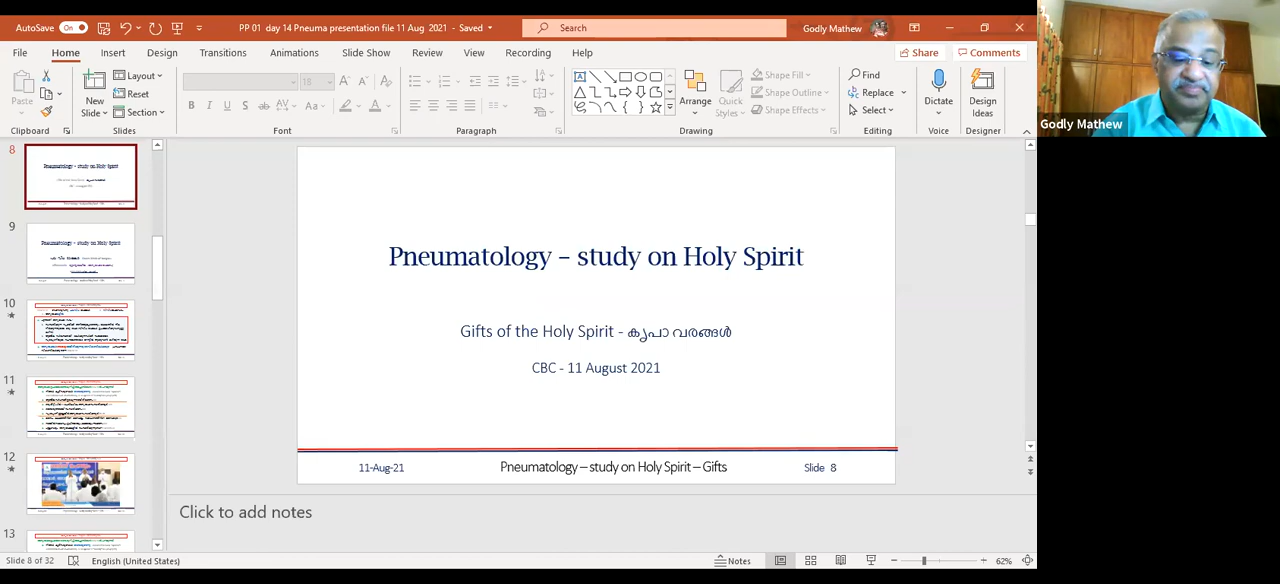 AutoSave On PP 01 day 14 Pneuma presentation file 11 Aug 2021 - Saved Search Godly Mathew
File Home Insert Design Transitions Animations Slide Show Review View Recording Help Share Comments
Paste New Slide Layout Reset Section 18 Arrange Quick Styles Shape Fill Shape Outline Shape Effects Find Replace Select Dictate Design Ideas
Clipboard Slides Font Paragraph Drawing Editing Voice Designer
Godly Mathew
8
9
10
11
12
13
Pneumatology – study on Holy Spirit
Gifts of the Holy Spirit - കൃപാ വരങ്ങൾ
CBC - 11 August 2021
11-Aug-21 Pneumatology – study on Holy Spirit – Gifts Slide 8
Click to add notes
Slide 8 of 32 English (United States) Notes 62%